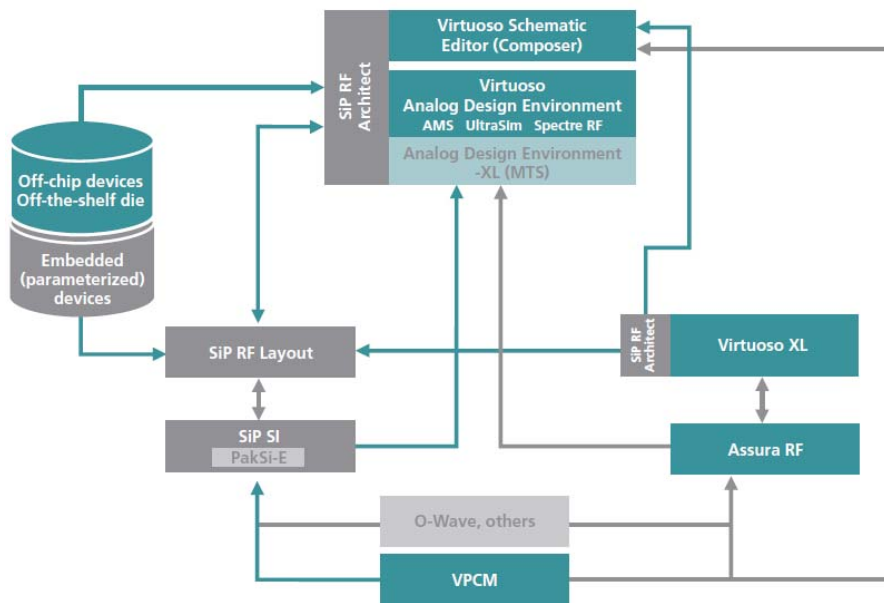 SiP RF
Architect
Virtuoso Schematic
Editor (Composer)
Virtuoso
Analog Design Environment
AMS UltraSim Spectre RF
Analog Design Environment
-XL (MTS)
Off-chip devices
Off-the-shelf die
Embedded
(parameterized)
devices
SiP RF Layout
SiP RF
Architect
Virtuoso XL
SiP SI
PakSi-E
Assura RF
O-Wave, others
VPCM